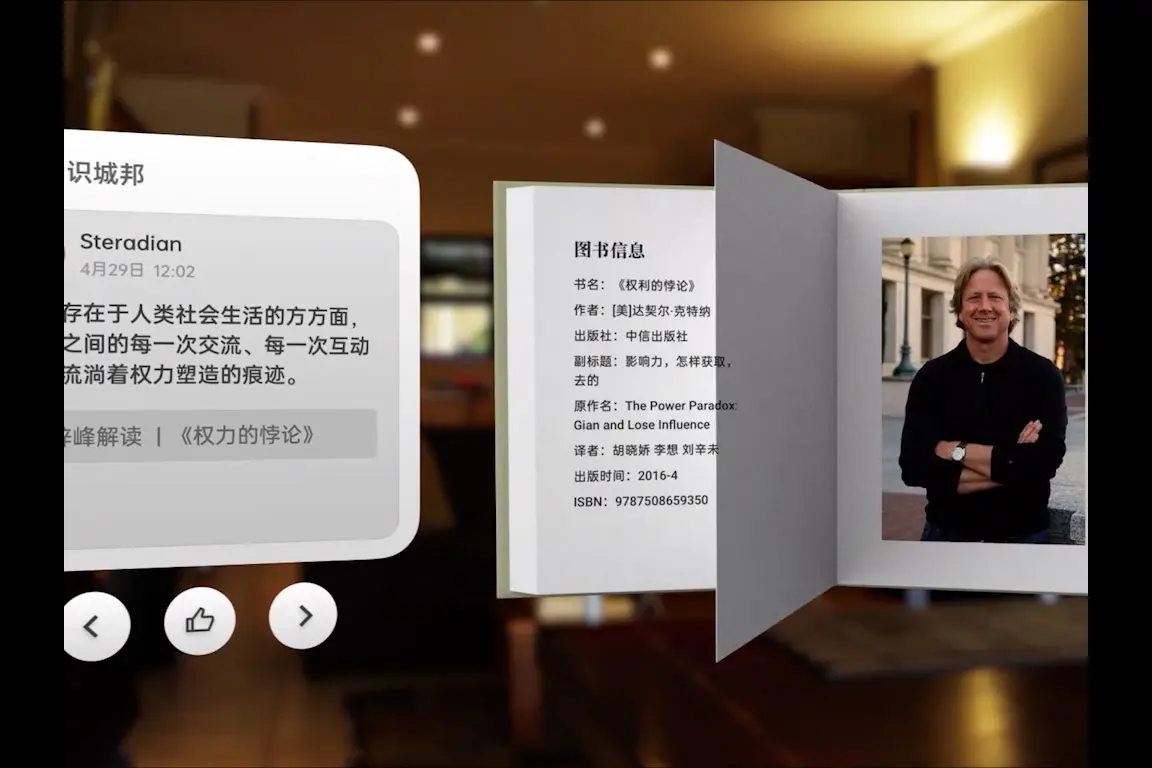 识城邦
Steradian
4月29日 12:02
存在于人类社会生活的方方面，
之间的每一次交流、每一次互动
流淌着权力塑造的痕迹。
峰解读 | 《权力的悖论》
图书信息
书名：《权利的悖论》
作者：[美]达契尔·克特纳
出版社：中信出版社
副标题：影响力，怎样获取，
去的
原作名：The Power Paradox:
Gian and Lose Influence
译者：胡晓娇 李想 刘辛未
出版时间：2016-4
ISBN：9787508659350